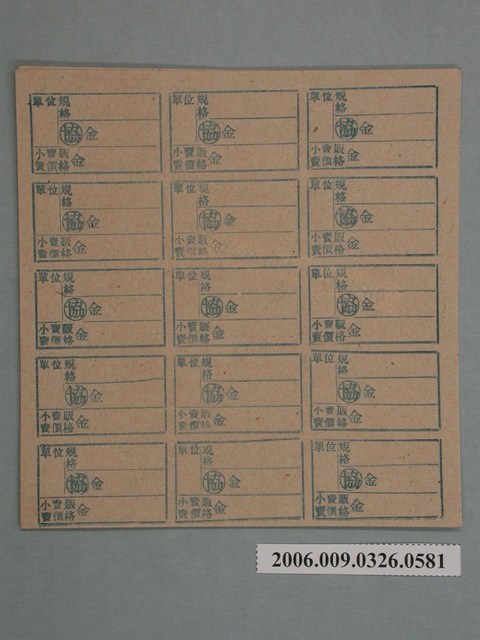 單位規
格
協金
小賣販
賣價格金
單位規
格
協金
小賣販
賣價格金
單位規
格
協金
小賣販
賣價格金
單位規
格
協金
小賣販
賣價格金
單位規
格
協金
小賣販
賣價格金
單位規
格
協金
小賣販
賣價格金
單位規
格
協金
小賣販
賣價格金
單位規
格
協金
小賣販
賣價格金
單位規
格
協金
小賣販
賣價格金
單位規
格
協金
小賣販
賣價格金
單位規
格
協金
小賣販
賣價格金
單位規
格
協金
小賣販
賣價格金
單位規
格
協金
小賣販
賣價格金
單位規
格
協金
小賣販
賣價格金
單位規
格
協金
小賣販
賣價格金
2006.009.0326.0581